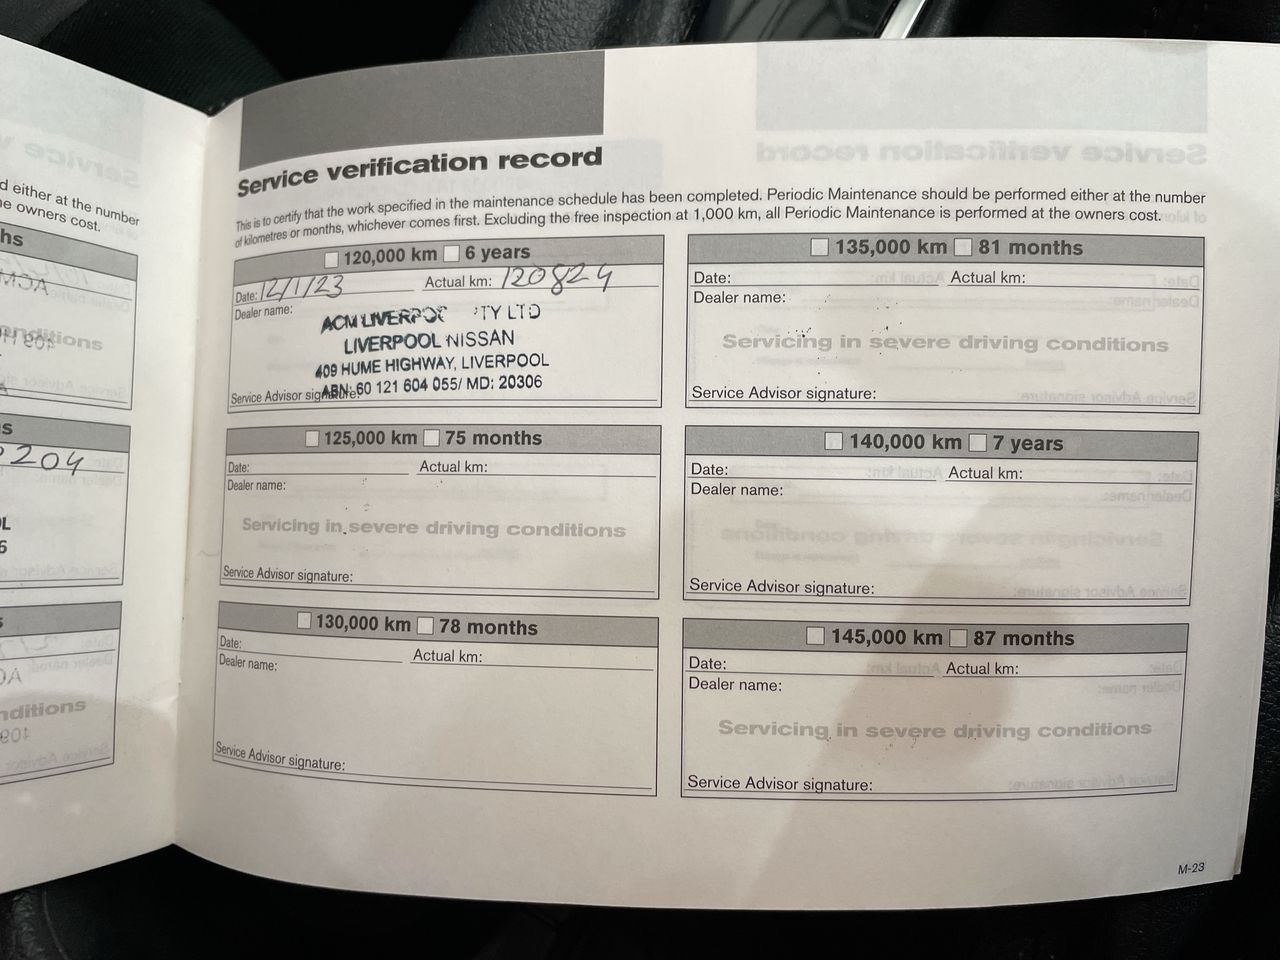 d either at the number
e owners cost.
hs
nditions
s
204
L
6
s
nditions
Service verification record
This is to certify that the work specified in the maintenance schedule has been completed. Periodic Maintenance should be performed either at the number
of kilometres or months, whichever comes first. Excluding the free inspection at 1,000 km, all Periodic Maintenance is performed at the owners cost.
120,000 km 6 years
Date: 12/1/23 Actual km: 120824
Dealer name:
ACM LIVERPOO PTY LTD
LIVERPOOL NISSAN
409 HUME HIGHWAY, LIVERPOOL
ABN: 60 121 604 055/ MD: 20306
Service Advisor signature:
125,000 km 75 months
Date: Actual km:
Dealer name:
Servicing in severe driving conditions
Service Advisor signature:
130,000 km 78 months
Date: Actual km:
Dealer name:
Service Advisor signature:
135,000 km 81 months
Date: Actual km:
Dealer name:
Servicing in severe driving conditions
Service Advisor signature:
140,000 km 7 years
Date: Actual km:
Dealer name:
Service Advisor signature:
145,000 km 87 months
Date: Actual km:
Dealer name:
Servicing in severe driving conditions
Service Advisor signature:
M-23